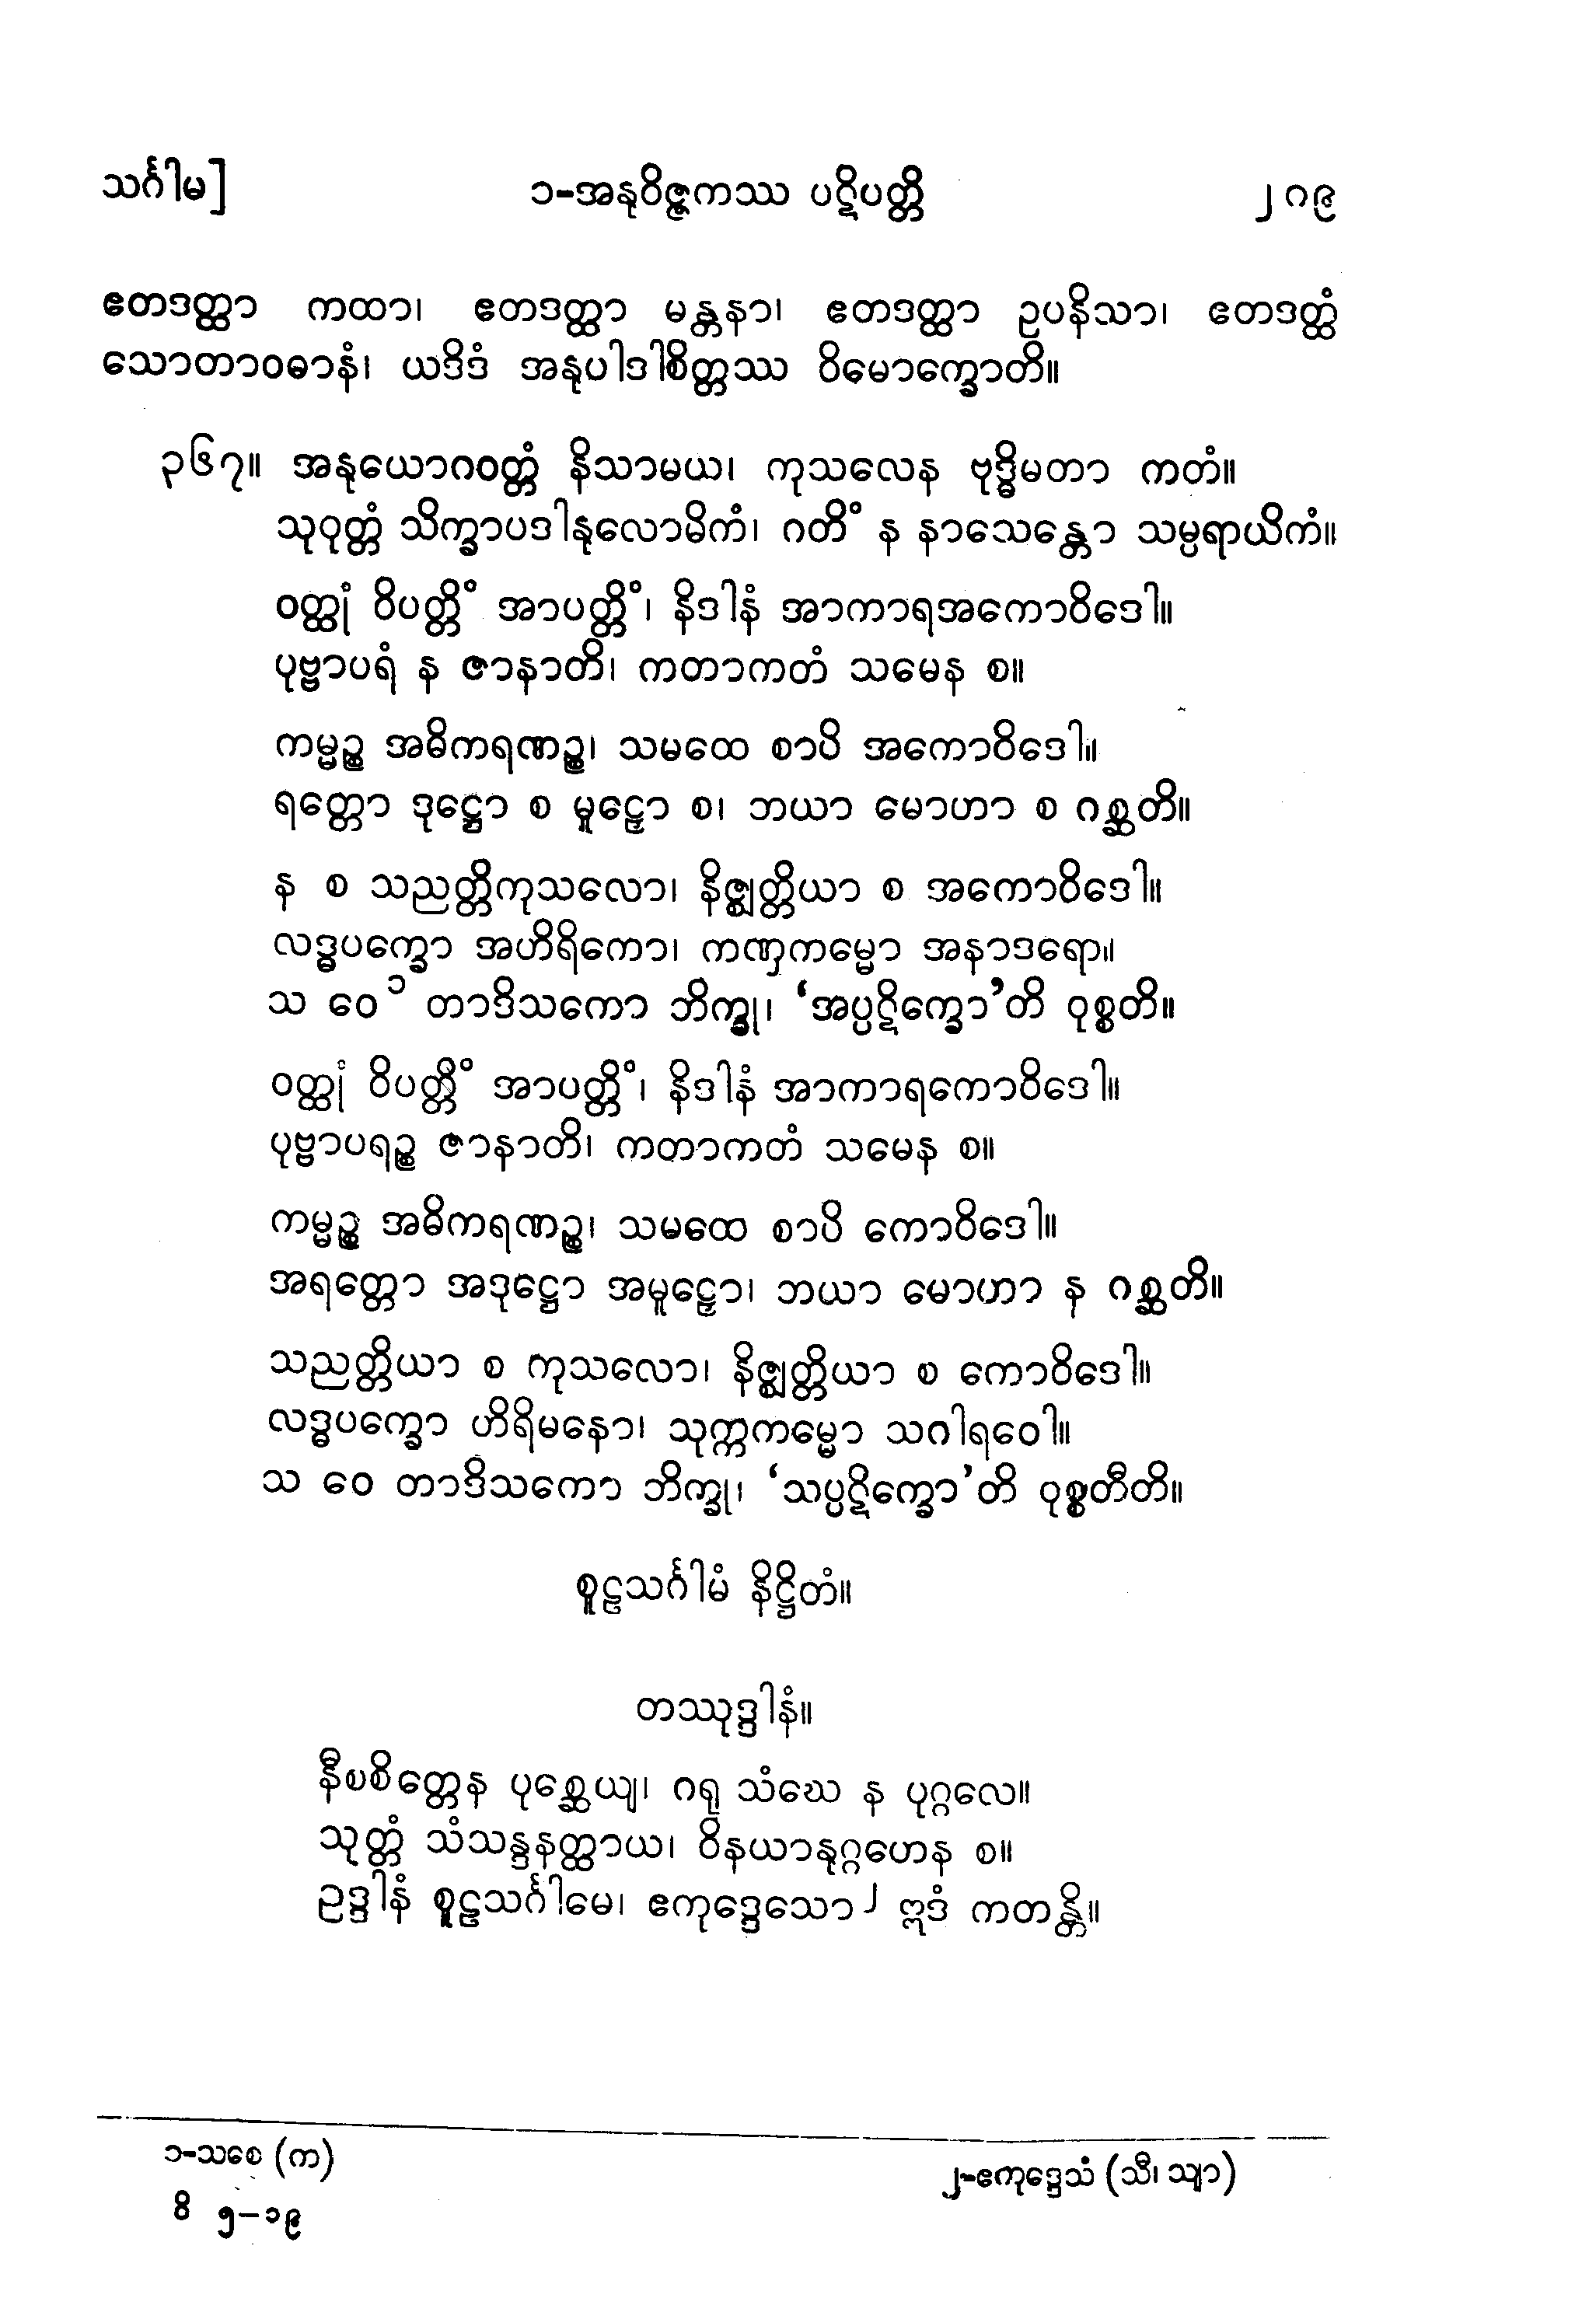 သင်္ဂါမ]
၁-အနုဝိဇ္ဇကဿ ပဋိပတ္တိ
၂၈၉
ဧတဒတ္ထာ ကထာ၊ ဧတဒတ္ထာ မန္တနာ၊ ဧတဒတ္ထာ ဥပနိသာ၊ ဧတဒတ္ထံ
သောတာဝဓာနံ၊ ယဒိဒံ အနုပါဒါစိတ္တဿ ဝိမောက္ခောတိ။
၃၆၇။ အနုယောဂဝတ္တံ နိသာမယ၊ ကုသလေန ဗုဒ္ဓိမတာ ကတံ။
သုဝုတ္တံ သိက္ခာပဒါနုလောမိကံ၊ ဂတိံ န နာသေန္တော သမ္ပရာယိကံ။
ဝတ္ထုံ ဝိပတ္တိံ အာပတ္တိံ၊ နိဒါနံ အာကာရအကောဝိဒေါ။
ပုဗ္ဗာပရံ န ဇာနာတိ၊ ကတာကတံ သမေန စ။
ကမ္မဉ္စ အဓိကရဏဉ္စ၊ သမထေ စာပိ အကောဝိဒေါ။
ရတ္တော ဒုဋ္ဌော စ မူဠှော စ၊ ဘယာ မောဟာ စ ဂစ္ဆတိ။
န စ သညတ္တိကုသလော၊ နိဇ္ဈတ္တိယာ စ အကောဝိဒေါ။
လဒ္ဓပက္ခော အဟိရိကော၊ ကဏှကမ္မော အနာဒရော။
သ ဝေ ၁ တာဒိသကော ဘိက္ခု၊ ‘အပ္ပဋိက္ခော’တိ ဝုစ္စတိ။
ဝတ္ထုံ ဝိပတ္တိံ အာပတ္တိံ၊ နိဒါနံ အာကာရကောဝိဒေါ။
ပုဗ္ဗာပရဉ္စ ဇာနာတိ၊ ကတာကတံ သမေန စ။
ကမ္မဉ္စ အဓိကရဏဉ္စ၊ သမထေ စာပိ ကောဝိဒေါ။
အရတ္တော အဒုဋ္ဌော အမူဠှော၊ ဘယာ မောဟာ န ဂစ္ဆတိ။
သညတ္တိယာ စ ကုသလော၊ နိဇ္ဈတ္တိယာ စ ကောဝိဒေါ။
လဒ္ဓပက္ခော ဟိရိမနော၊ သုက္ကကမ္မော သဂါရဝေါ။
သ ဝေ တာဒိသကော ဘိက္ခု၊ ‘သပ္ပဋိက္ခော’တိ ဝုစ္စတီတိ။
စူဠသင်္ဂါမံ နိဋ္ဌိတံ။
တဿုဒ္ဒါနံ။
နီစစိတ္တေန ပုစ္ဆေယျ၊ ဂရု သံဃေ န ပုဂ္ဂလေ။
သုတ္တံ သံသန္ဒနတ္ထာယ၊ ဝိနယာနုဂ္ဂဟေန စ။
ဥဒ္ဒါနံ စူဠသင်္ဂါမေ၊ ဧကုဒ္ဒေသော ၂ ဣဒံ ကတန္တိ။
၁-သစေ (က)
၂-ဧကုဒ္ဒေသံ (သီ၊ သျာ)
ဝိ ၅-၁၉